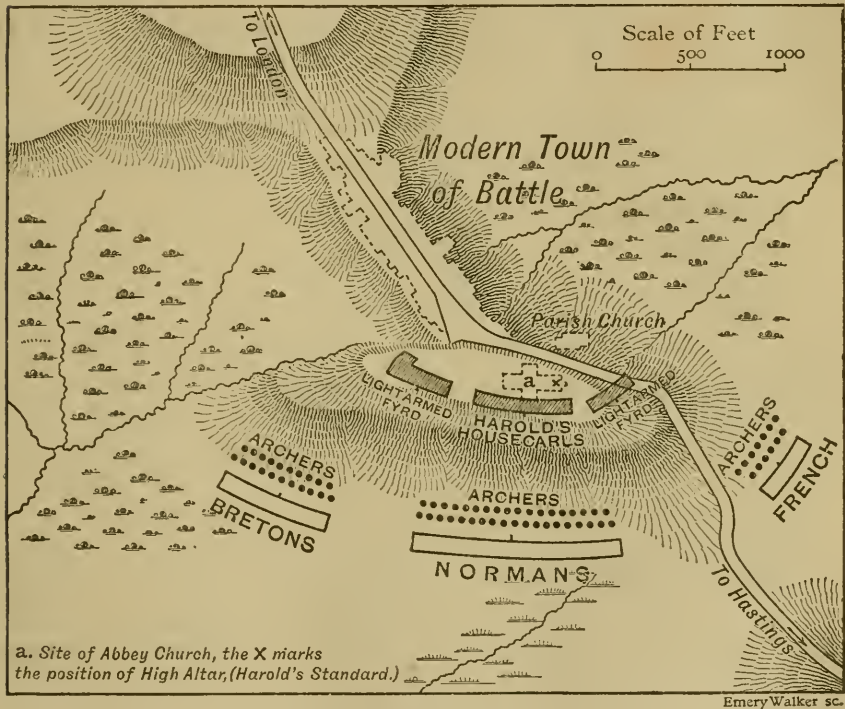 To London
Scale of Feet
0 500 1000
Modern Town
of Battle
Parish Church
a x
LIGHT ARMED
FYRD
HAROLD'S
HOUSECARLS
LIGHT ARMED
FYRD
ARCHERS
BRETONS
ARCHERS
NORMANS
ARCHERS
FRENCH
To Hastings
a. Site of Abbey Church, the X marks
the position of High Altar, (Harold's Standard.)
Emery Walker sc.